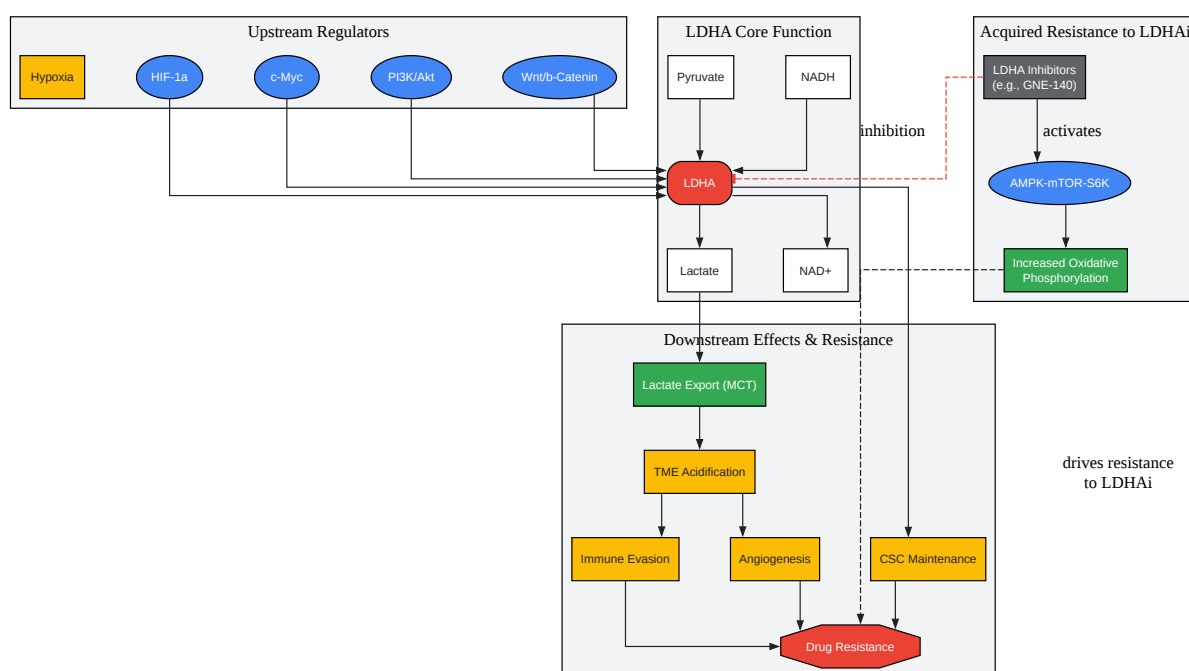 Upstream Regulators
Hypoxia
HIF-1a
c-Myc
PI3K/Akt
Wnt/b-Catenin
LDHA Core Function
Pyruvate
NADH
LDHA
Lactate
NAD+
inhibition
Acquired Resistance to LDHAi
LDHA Inhibitors
(e.g., GNE-140)
activates
AMPK-mTOR-S6K
Increased Oxidative
Phosphorylation
Downstream Effects & Resistance
Lactate Export (MCT)
TME Acidification
Immune Evasion
Angiogenesis
CSC Maintenance
Drug Resistance
drives resistance
to LDHAi